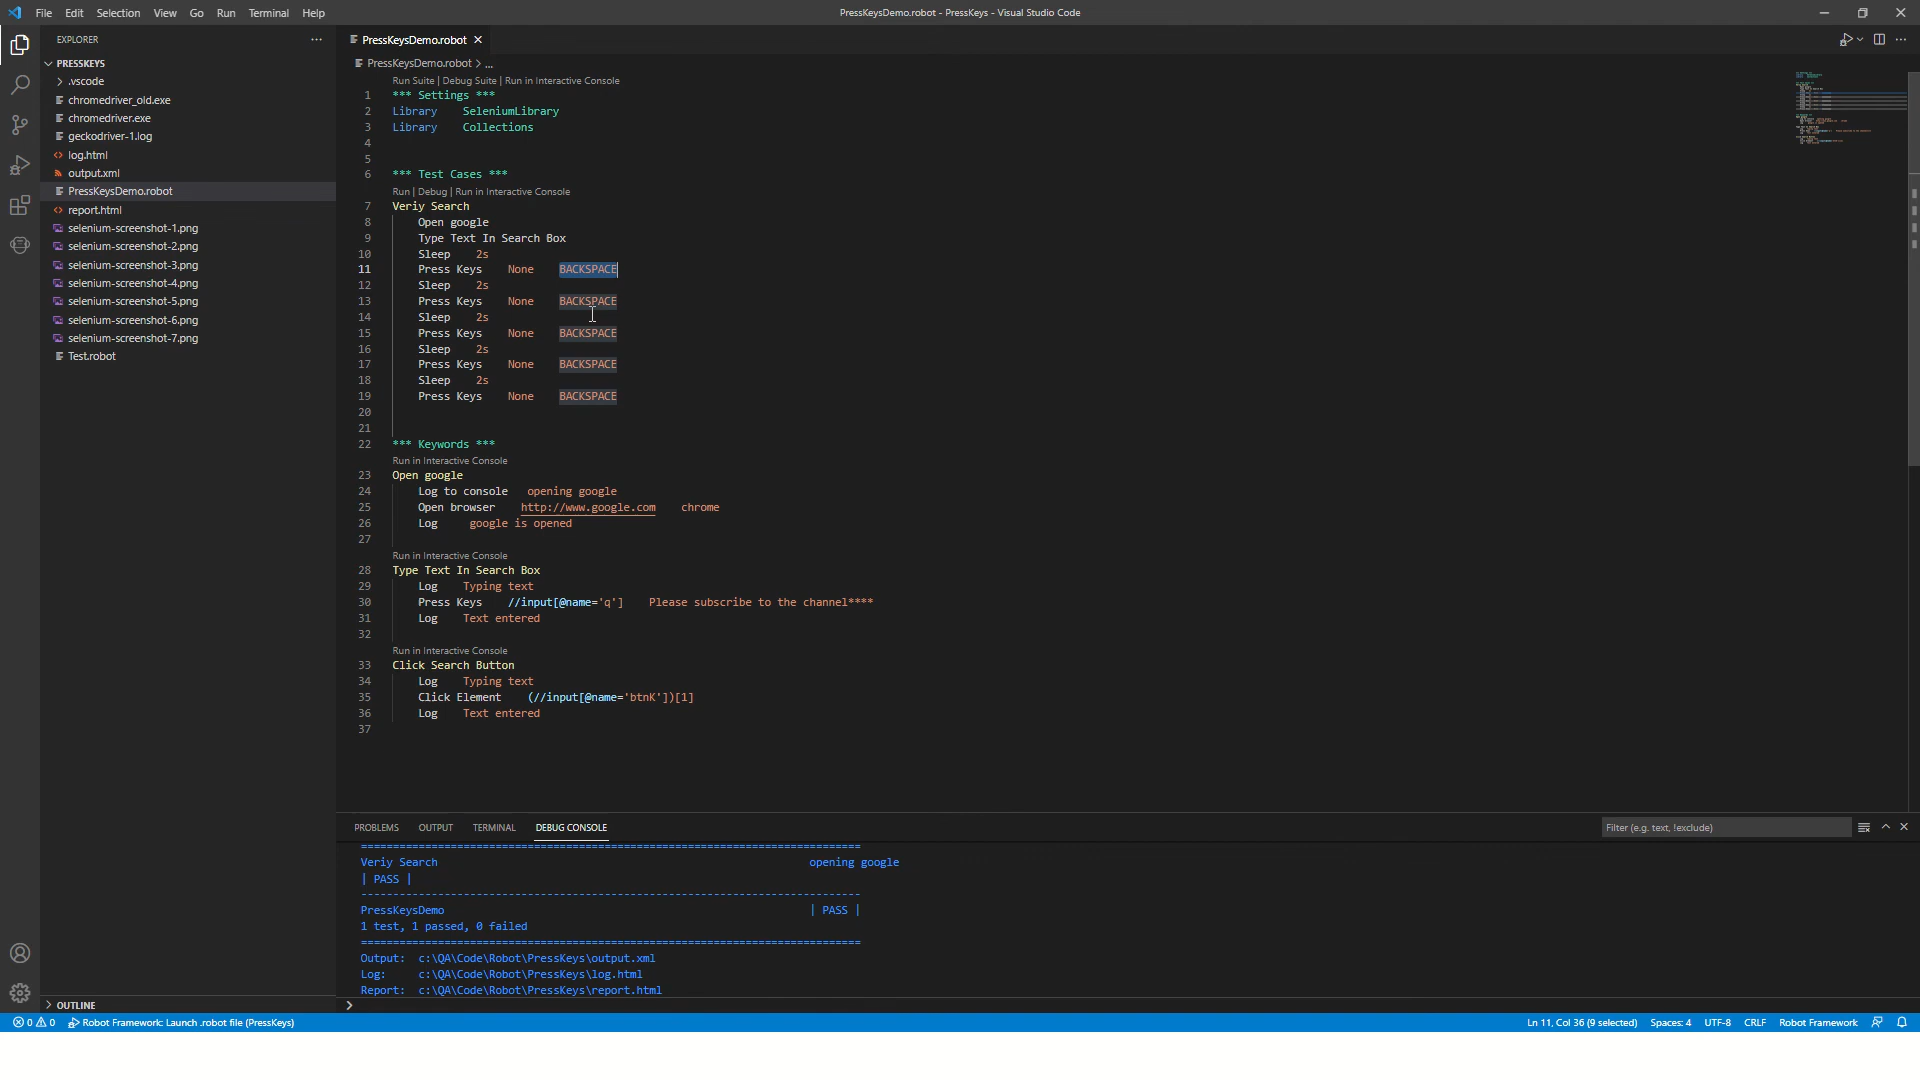 File Edit Selection View Go Run Terminal Help
PressKeysDemo.robot - PressKeys - Visual Studio Code
EXPLORER
PRESSKEYS
.vscode
chromedriver_old.exe
chromedriver.exe
geckodriver-1.log
log.html
output.xml
PressKeysDemo.robot
report.html
selenium-screenshot-1.png
selenium-screenshot-2.png
selenium-screenshot-3.png
selenium-screenshot-4.png
selenium-screenshot-5.png
selenium-screenshot-6.png
selenium-screenshot-7.png
Test.robot
OUTLINE
PressKeysDemo.robot
PressKeysDemo.robot > ...
Run Suite | Debug Suite | Run in Interactive Console
1 *** Settings ***
2 Library    SeleniumLibrary
3 Library    Collections
4
5
6 *** Test Cases ***
Run | Debug | Run in Interactive Console
7 Veriy Search
8     Open google
9     Type Text In Search Box
10     Sleep    2s
11     Press Keys    None    BACKSPACE
12     Sleep    2s
13     Press Keys    None    BACKSPACE
14     Sleep    2s
15     Press Keys    None    BACKSPACE
16     Sleep    2s
17     Press Keys    None    BACKSPACE
18     Sleep    2s
19     Press Keys    None    BACKSPACE
20
21
22 *** Keywords ***
Run in Interactive Console
23 Open google
24     Log to console   opening google
25     Open browser    http://www.google.com    chrome
26     Log     google is opened
27
Run in Interactive Console
28 Type Text In Search Box
29     Log    Typing text
30     Press Keys    //input[@name='q']    Please subscribe to the channel****
31     Log    Text entered
32
Run in Interactive Console
33 Click Search Button
34     Log    Typing text
35     Click Element    (//input[@name='btnK'])[1]
36     Log    Text entered
37
PROBLEMS OUTPUT TERMINAL DEBUG CONSOLE
Filter (e.g. text, !exclude)
==============================================================================
Veriy Search opening google
| PASS |
------------------------------------------------------------------------------
PressKeysDemo | PASS |
1 test, 1 passed, 0 failed
==============================================================================
Output:  c:\QA\Code\Robot\PressKeys\output.xml
Log:     c:\QA\Code\Robot\PressKeys\log.html
Report:  c:\QA\Code\Robot\PressKeys\report.html
0 0 Robot Framework: Launch .robot file (PressKeys)
Ln 11, Col 36 (9 selected) Spaces: 4 UTF-8 CRLF Robot Framework